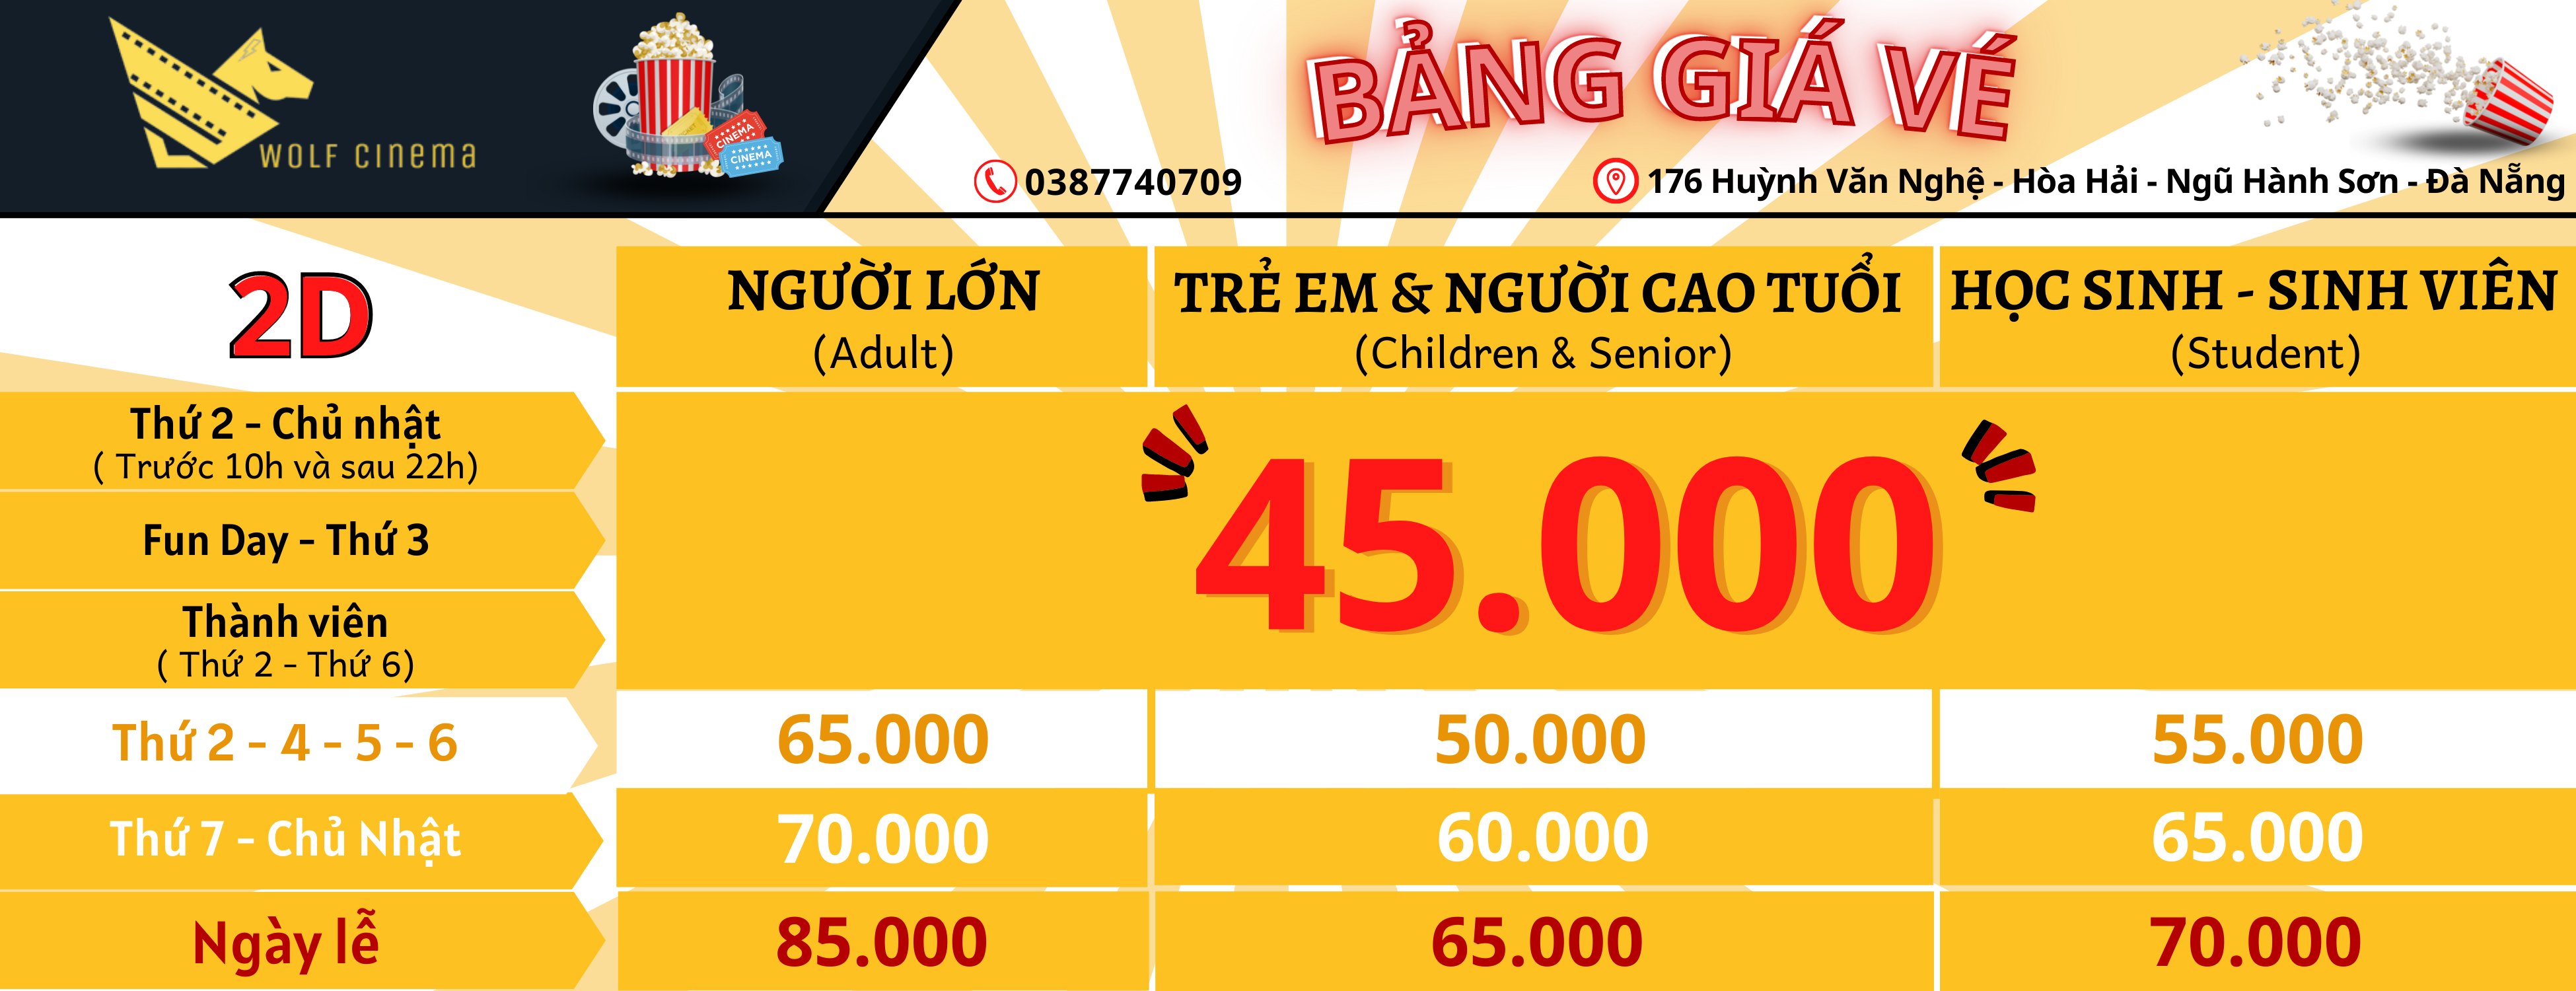 WOLF CINEMA
CINEMA
CINEMA
BẢNG GIÁ VÉ
0387740709
176 Huỳnh Văn Nghệ - Hòa Hải - Ngũ Hành Sơn - Đà Nẵng
2D
NGƯỜI LỚN
(Adult)
TRẺ EM & NGƯỜI CAO TUỔI
(Children & Senior)
HỌC SINH - SINH VIÊN
(Student)
Thứ 2 - Chủ nhật
( Trước 10h và sau 22h)
Fun Day - Thứ 3
Thành viên
( Thứ 2 - Thứ 6)
45.000
Thứ 2 - 4 - 5 - 6
65.000
50.000
55.000
Thứ 7 - Chủ Nhật
70.000
60.000
65.000
Ngày lễ
85.000
65.000
70.000